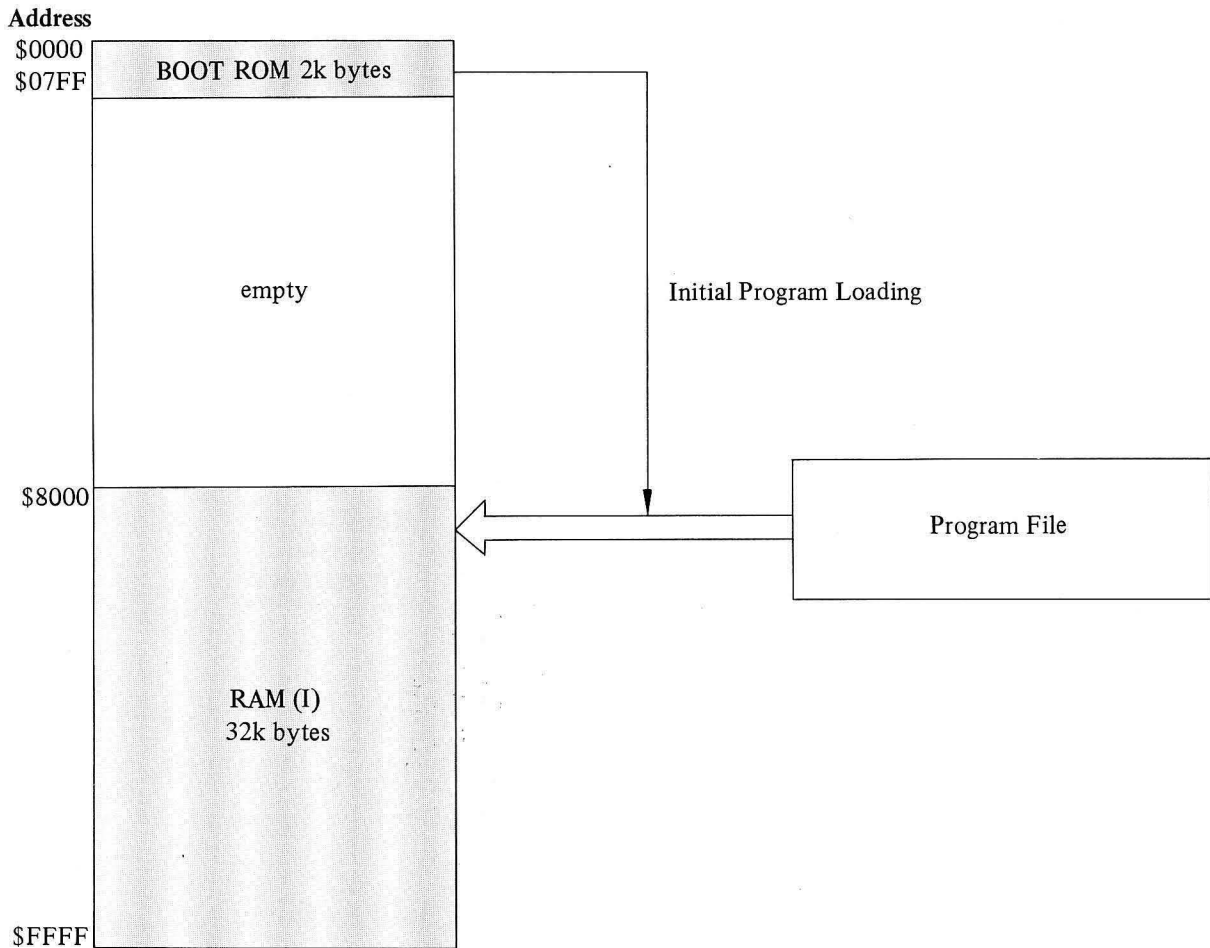 Address
$0000
BOOT ROM 2k bytes
$07FF
empty
Initial Program Loading
$8000
Program File
RAM (I)
32k bytes
$FFFF